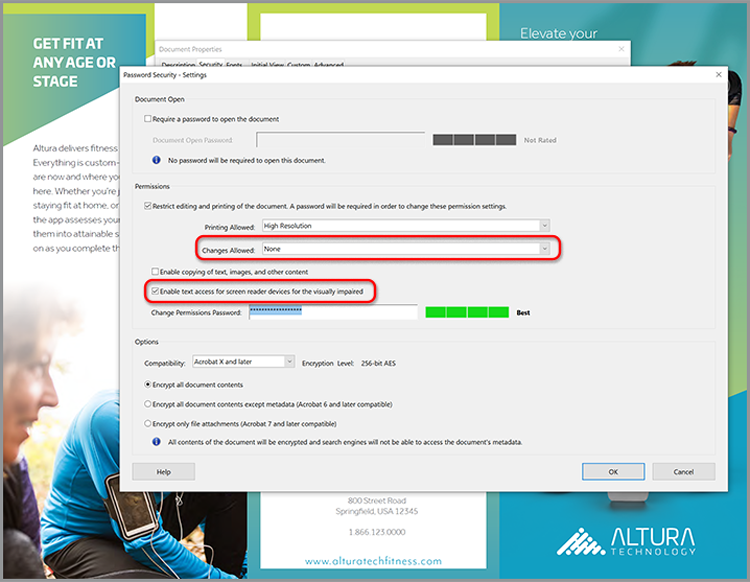 GET FIT AT
ANY AGE OR
STAGE
Elevate your
Document Properties
Description Security Fonts Initial View Custom Advanced
Password Security - Settings
Document Open
Require a password to open the document
Document Open Password:
Not Rated
No password will be required to open this document.
Permissions
Restrict editing and printing of the document. A password will be required in order to change these permission settings.
Printing Allowed: High Resolution
Changes Allowed: None
Enable copying of text, images, and other content
Enable text access for screen reader devices for the visually impaired
Change Permissions Password: ******************
Best
Options
Compatibility: Acrobat X and later Encryption Level: 256-bit AES
Encrypt all document contents
Encrypt all document contents except metadata (Acrobat 6 and later compatible)
Encrypt only file attachments (Acrobat 7 and later compatible)
All contents of the document will be encrypted and search engines will not be able to access the document's metadata.
Help OK Cancel
Altura delivers fitness
Everything is custom-
are now and where you
here. Whether you're j
staying fit at home, or
the app assesses your
them into attainable s
on as you complete th
800 Street Road
Springfield, USA 12345
1 866 123 0000
www.alturatechfitness.com
ALTURA
TECHNOLOGY